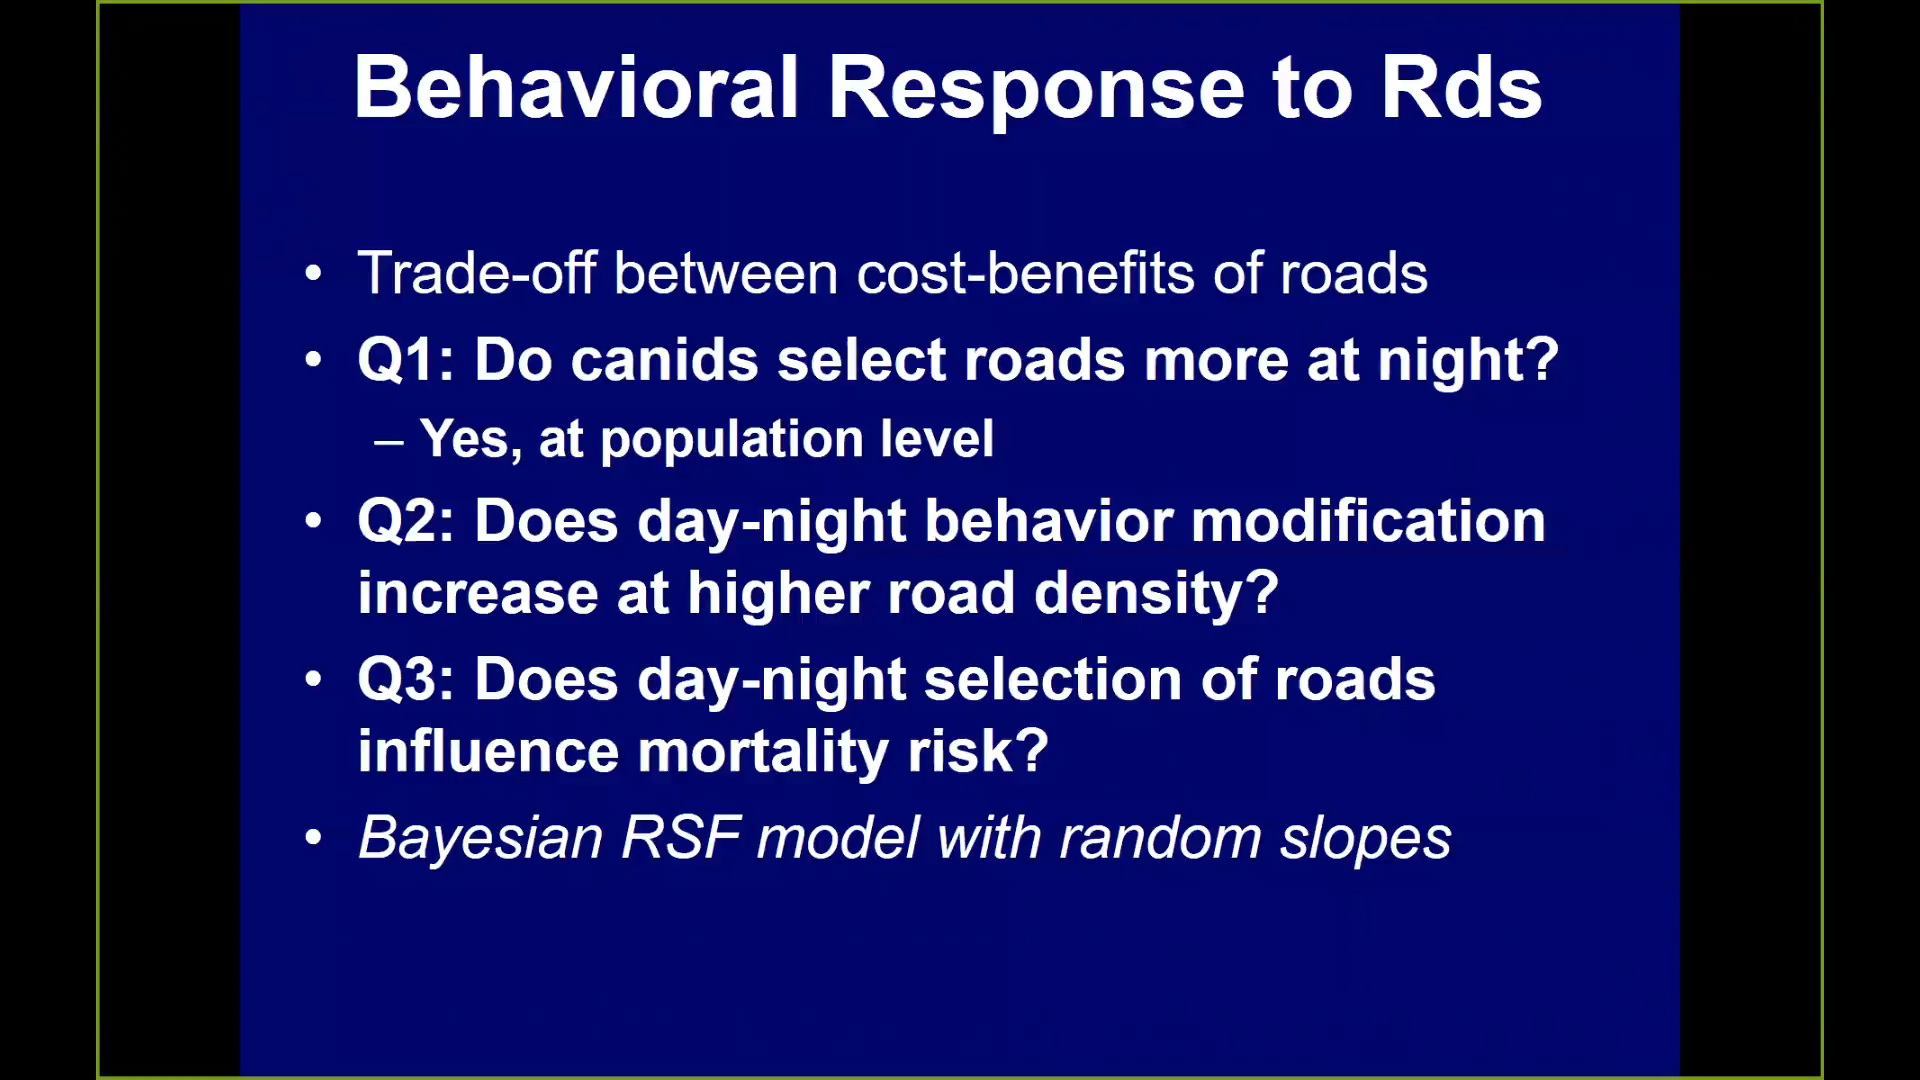 Behavioral Response to Rds
• Trade-off between cost-benefits of roads
• Q1: Do canids select roads more at night?
– Yes, at population level
• Q2: Does day-night behavior modification
increase at higher road density?
• Q3: Does day-night selection of roads
influence mortality risk?
• Bayesian RSF model with random slopes